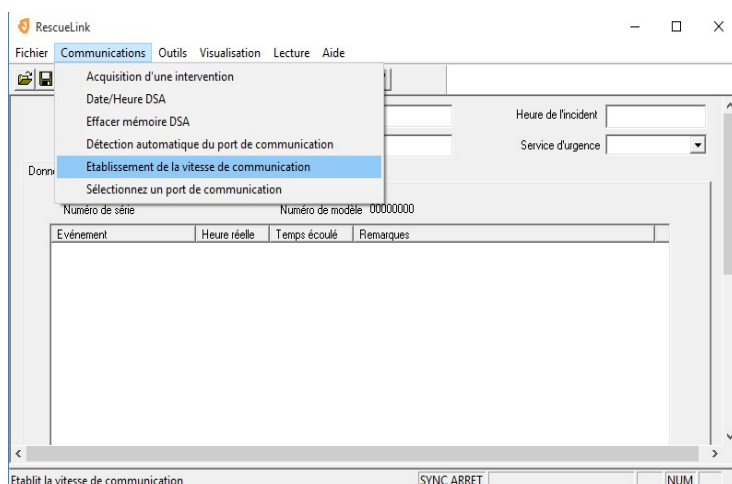 RescueLink
Fichier Communications Outils Visualisation Lecture Aide
Acquisition d'une intervention
Date/Heure DSA
Effacer mémoire DSA
Détection automatique du port de communication
Etablissement de la vitesse de communication
Sélectionnez un port de communication
Heure de l'incident
Service d'urgence
Donn
Numéro de série Numéro de modèle 00000000
Evénement Heure réelle Temps écoulé Remarques
Etablit la vitesse de communication SYNC ARRET NUM